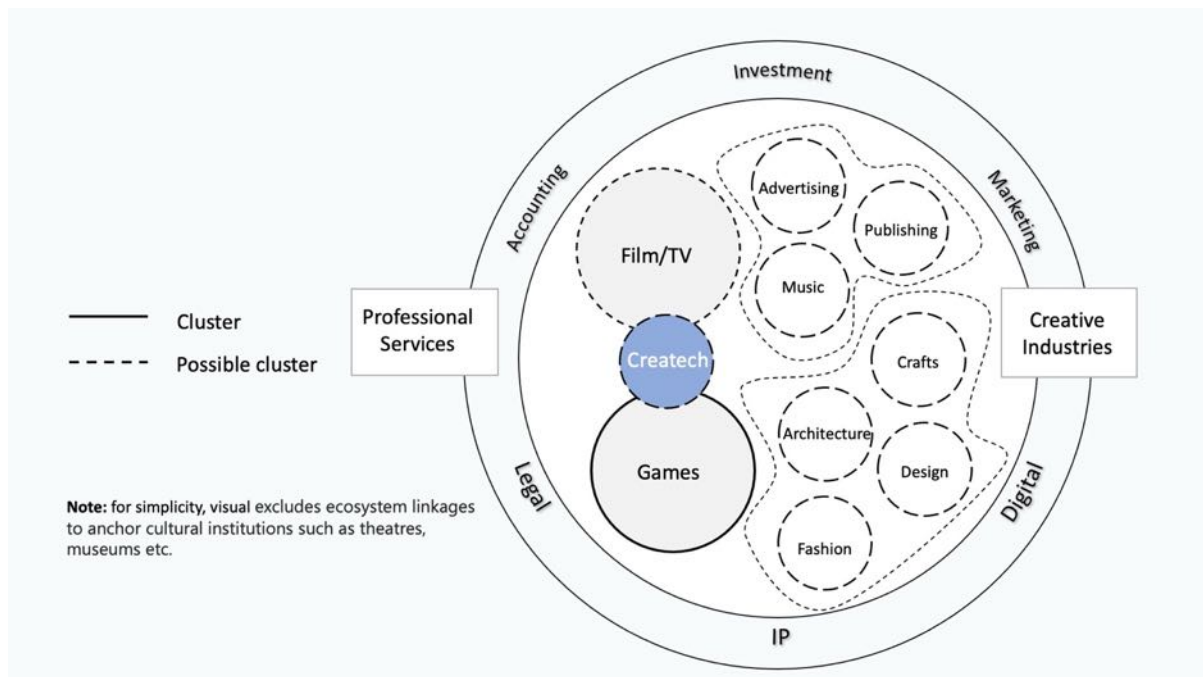 Investment
Accounting
Marketing
Advertising
Publishing
Film/TV
Music
Cluster
Possible cluster
Professional
Services
Creative
Industries
Createch
Crafts
Architecture
Games
Design
Legal
Digital
Fashion
Note: for simplicity, visual excludes ecosystem linkages
to anchor cultural institutions such as theatres,
museums etc.
IP